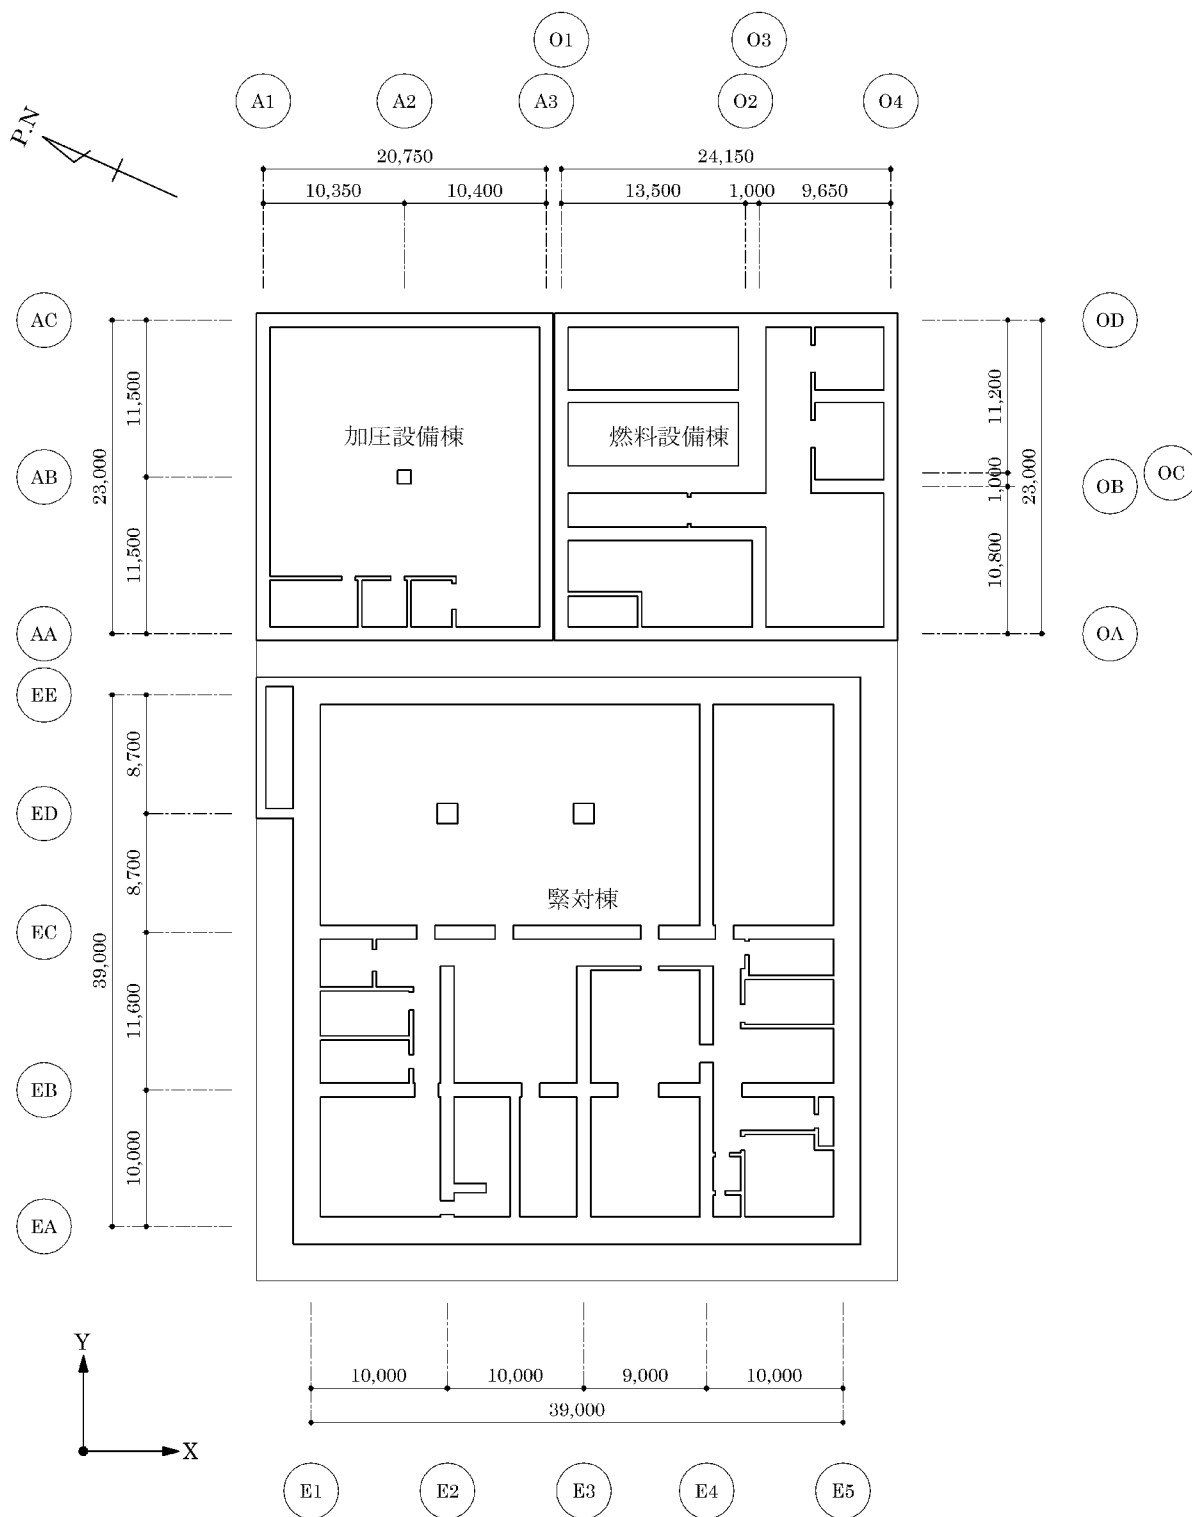 O1 O3
A1 A2 A3 O2 O4
P.N
20,750 24,150
10,350 10,400 13,500 1,000 9,650
AC OD
11,500 11,200
加圧設備棟 燃料設備棟
AB OC
23,000 1,000 23,000
OB
11,500 10,800
AA OA
EE
8,700
ED
8,700
緊対棟
EC
39,000
11,600
EB
10,000
EA
Y
10,000 10,000 9,000 10,000
39,000
X
E1 E2 E3 E4 E5